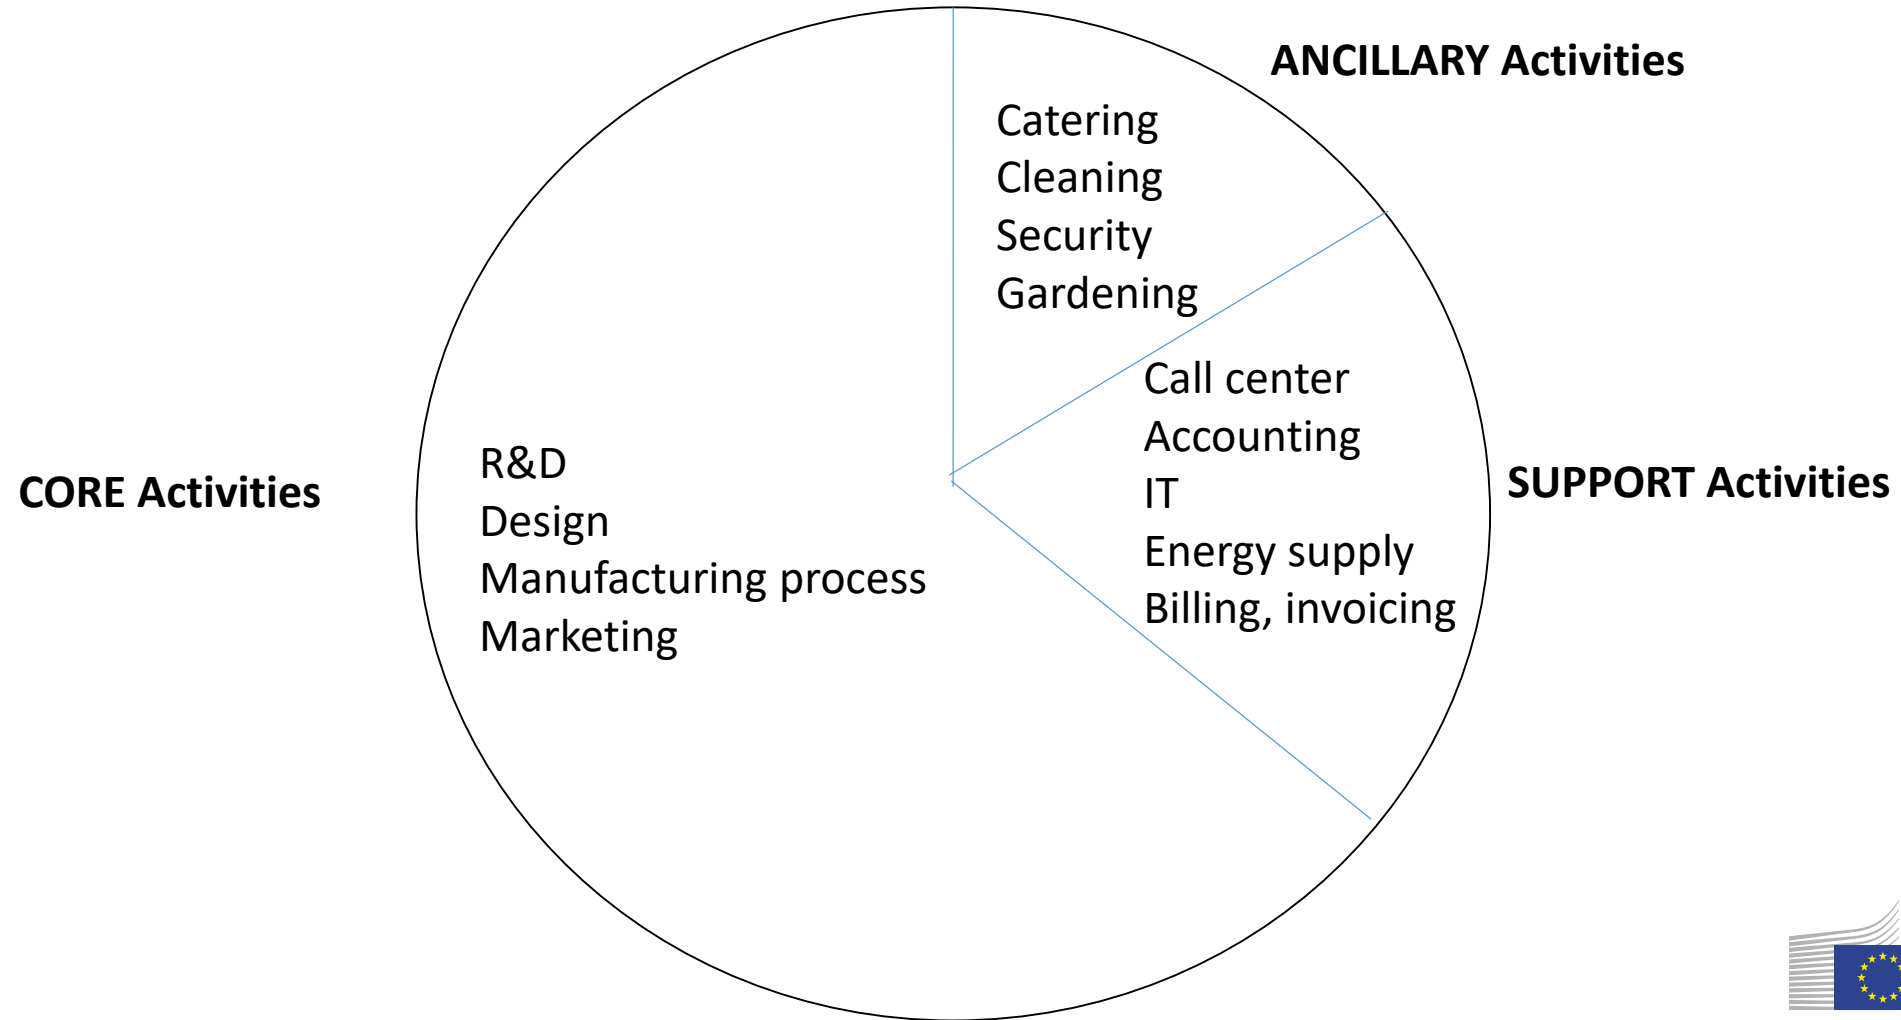 ANCILLARY Activities
Catering
Cleaning
Security
Gardening
Call center
Accounting
IT
Energy supply
Billing, invoicing
SUPPORT Activities
CORE Activities
R&D
Design
Manufacturing process
Marketing